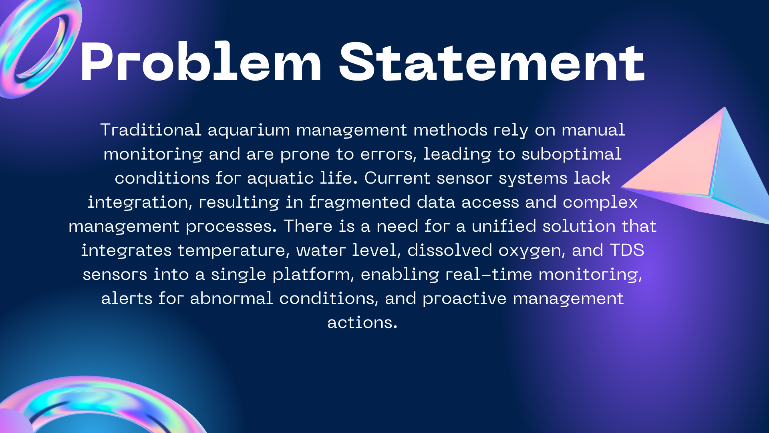 Problem Statement
Traditional aquarium management methods rely on manual
monitoring and are prone to errors, leading to suboptimal
conditions for aquatic life. Current sensor systems lack
integration, resulting in fragmented data access and complex
management processes. There is a need for a unified solution that
integrates temperature, water level, dissolved oxygen, and TDS
sensors into a single platform, enabling real-time monitoring,
alerts for abnormal conditions, and proactive management
actions.